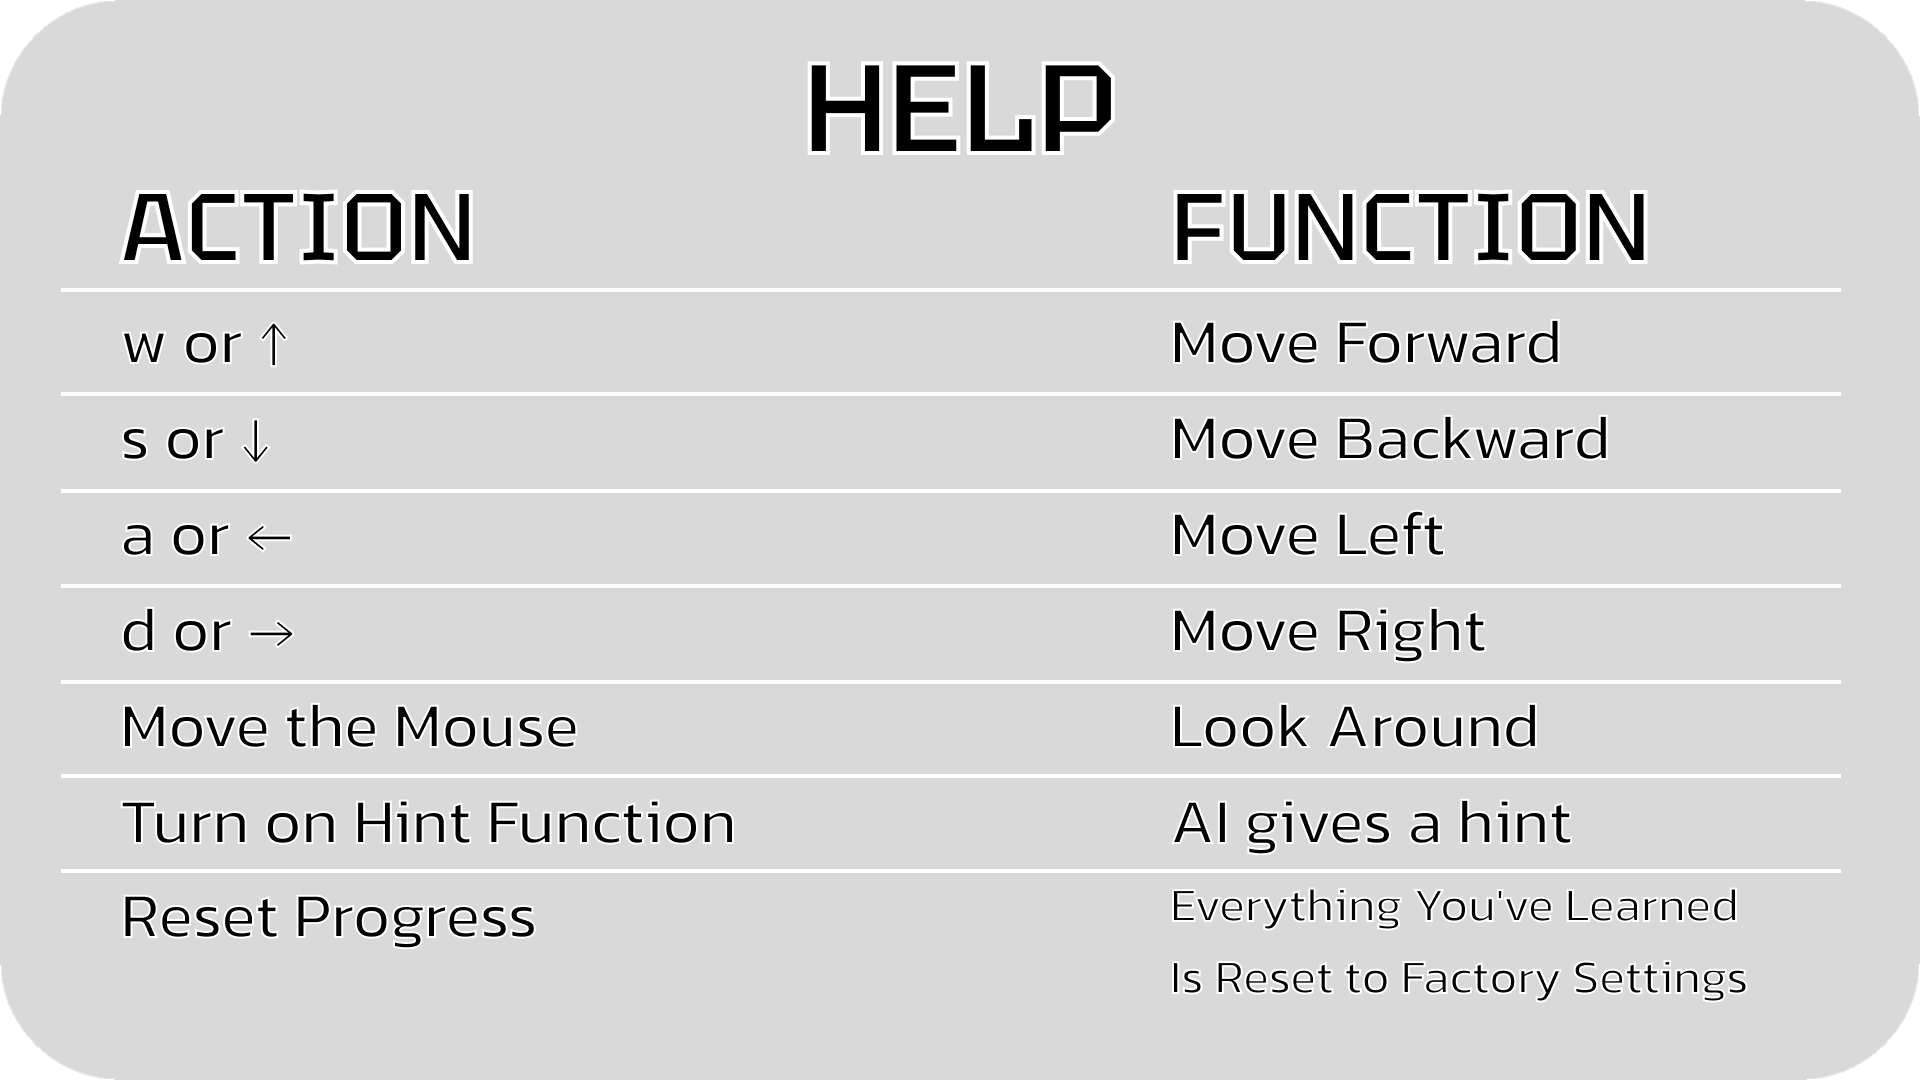 HELP
ACTION FUNCTION
w or ↑ Move Forward
s or ↓ Move Backward
a or ← Move Left
d or → Move Right
Move the Mouse Look Around
Turn on Hint Function AI gives a hint
Reset Progress Everything You've Learned
Is Reset to Factory Settings